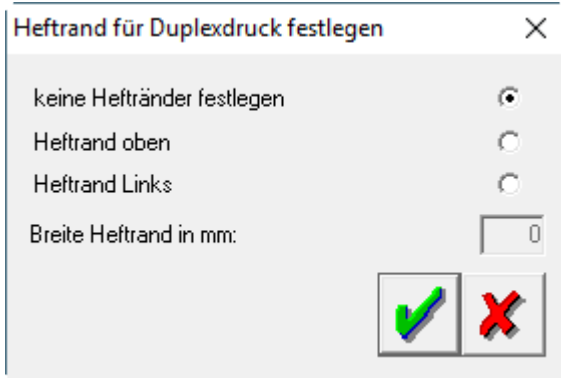 Heftrand für Duplexdruck festlegen
keine Heftränder festlegen
Heftrand oben
Heftrand Links
Breite Heftrand in mm: 0